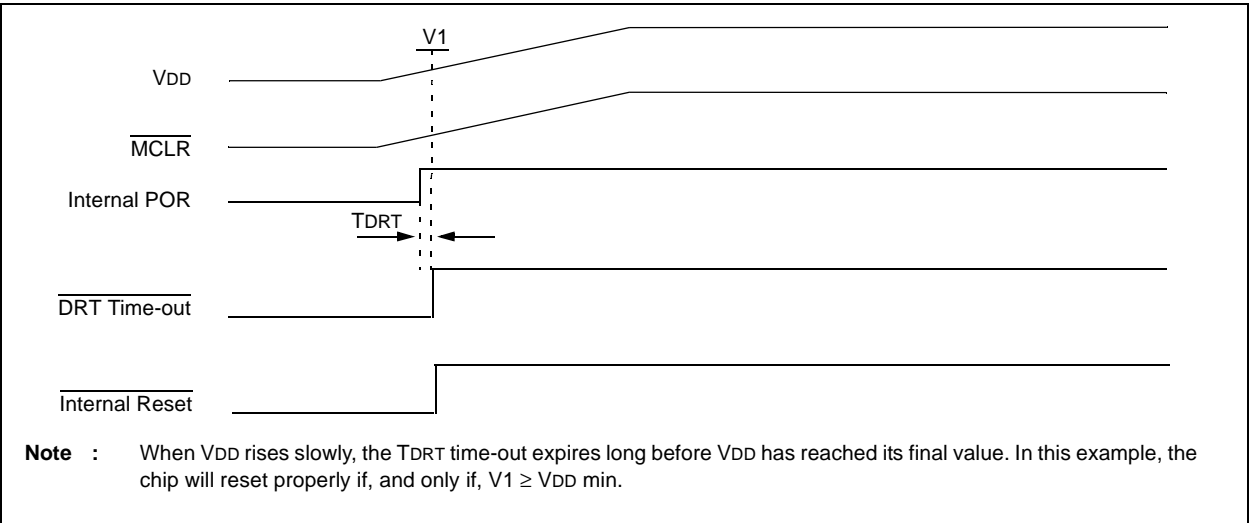 V1
VDD
MCLR
Internal POR
TDRT
DRT Time-out
Internal Reset
Note : When VDD rises slowly, the TDRT time-out expires long before VDD has reached its final value. In this example, the
chip will reset properly if, and only if, V1 ≥ VDD min.